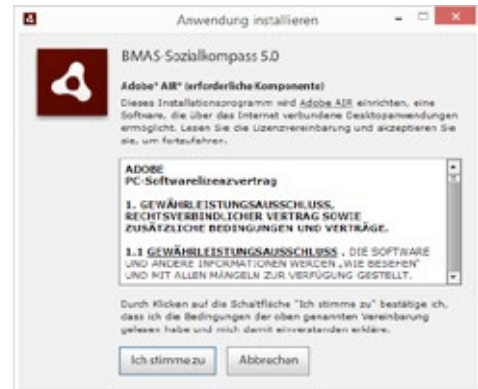 Anwendung installieren
BMAS-Sozialkompass 5.0
Adobe® AIR® (erforderliche Komponente)
Dieses Installationsprogramm wird Adobe AIR einrichten, eine
Software, die über das Internet verbundene Desktopanwendungen
ermöglicht. Lesen Sie die Lizenzvereinbarung und akzeptieren Sie
sie, um fortzufahren.
ADOBE
PC-Softwarelizenzvertrag
1. GEWÄHRLEISTUNGSAUSSCHLUSS,
RECHTSVERBINDLICHER VERTRAG SOWIE
ZUSÄTZLICHE BEDINGUNGEN UND VERTRÄGE.
1.1 GEWÄHRLEISTUNGSAUSSCHLUSS . DIE SOFTWARE
UND ANDERE INFORMATIONEN WERDEN „WIE BESEHEN"
UND MIT ALLEN MÄNGELN ZUR VERFÜGUNG GESTELLT.
Durch Klicken auf die Schaltfläche "Ich stimme zu" bestätige ich,
dass ich die Bedingungen der oben genannten Vereinbarung
gelesen habe und mich damit einverstanden erkläre.
Ich stimme zu
Abbrechen